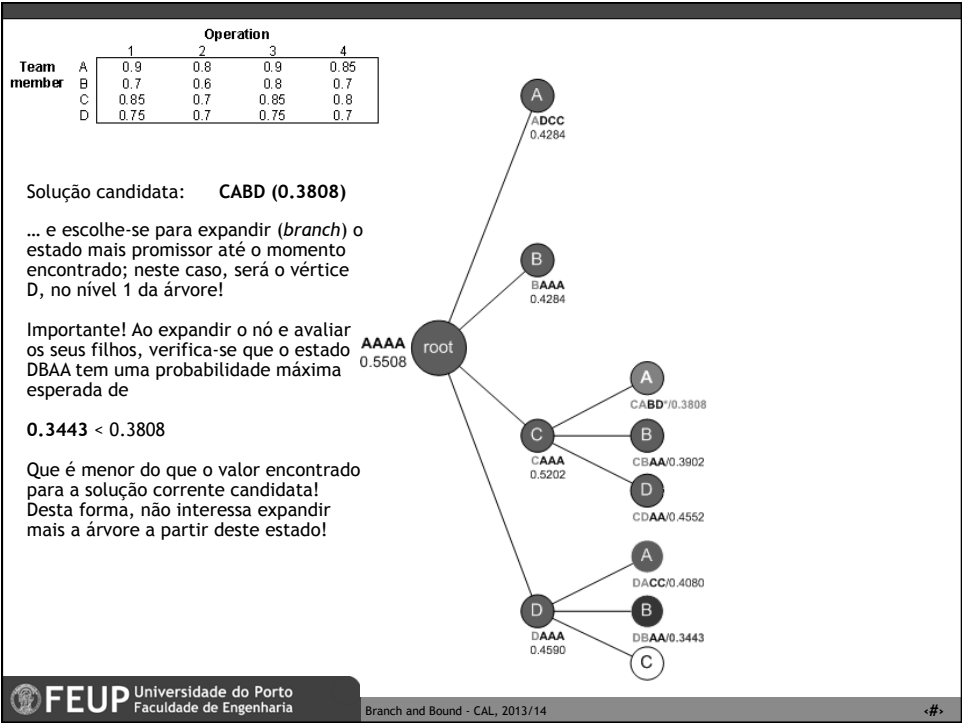 Operation
1 2 3 4
Team member
A 0.9 0.8 0.9 0.85
B 0.7 0.6 0.8 0.7
C 0.85 0.7 0.85 0.8
D 0.75 0.7 0.75 0.7
Solução candidata: CABD (0.3808)
… e escolhe-se para expandir (branch) o
estado mais promissor até o momento
encontrado; neste caso, será o vértice
D, no nível 1 da árvore!
Importante! Ao expandir o nó e avaliar
os seus filhos, verifica-se que o estado
DBAA tem uma probabilidade máxima
esperada de
0.3443 < 0.3808
Que é menor do que o valor encontrado
para a solução corrente candidata!
Desta forma, não interessa expandir
mais a árvore a partir deste estado!
AAAA
0.5508
root
A
ADCC
0.4284
B
BAAA
0.4284
C
CAAA
0.5202
A
CABD*/0.3808
B
CBAA/0.3902
D
CDAA/0.4552
D
DAAA
0.4590
A
DACC/0.4080
B
DBAA/0.3443
C
FEUP Universidade do Porto
Faculdade de Engenharia
Branch and Bound - CAL, 2013/14
‹#›